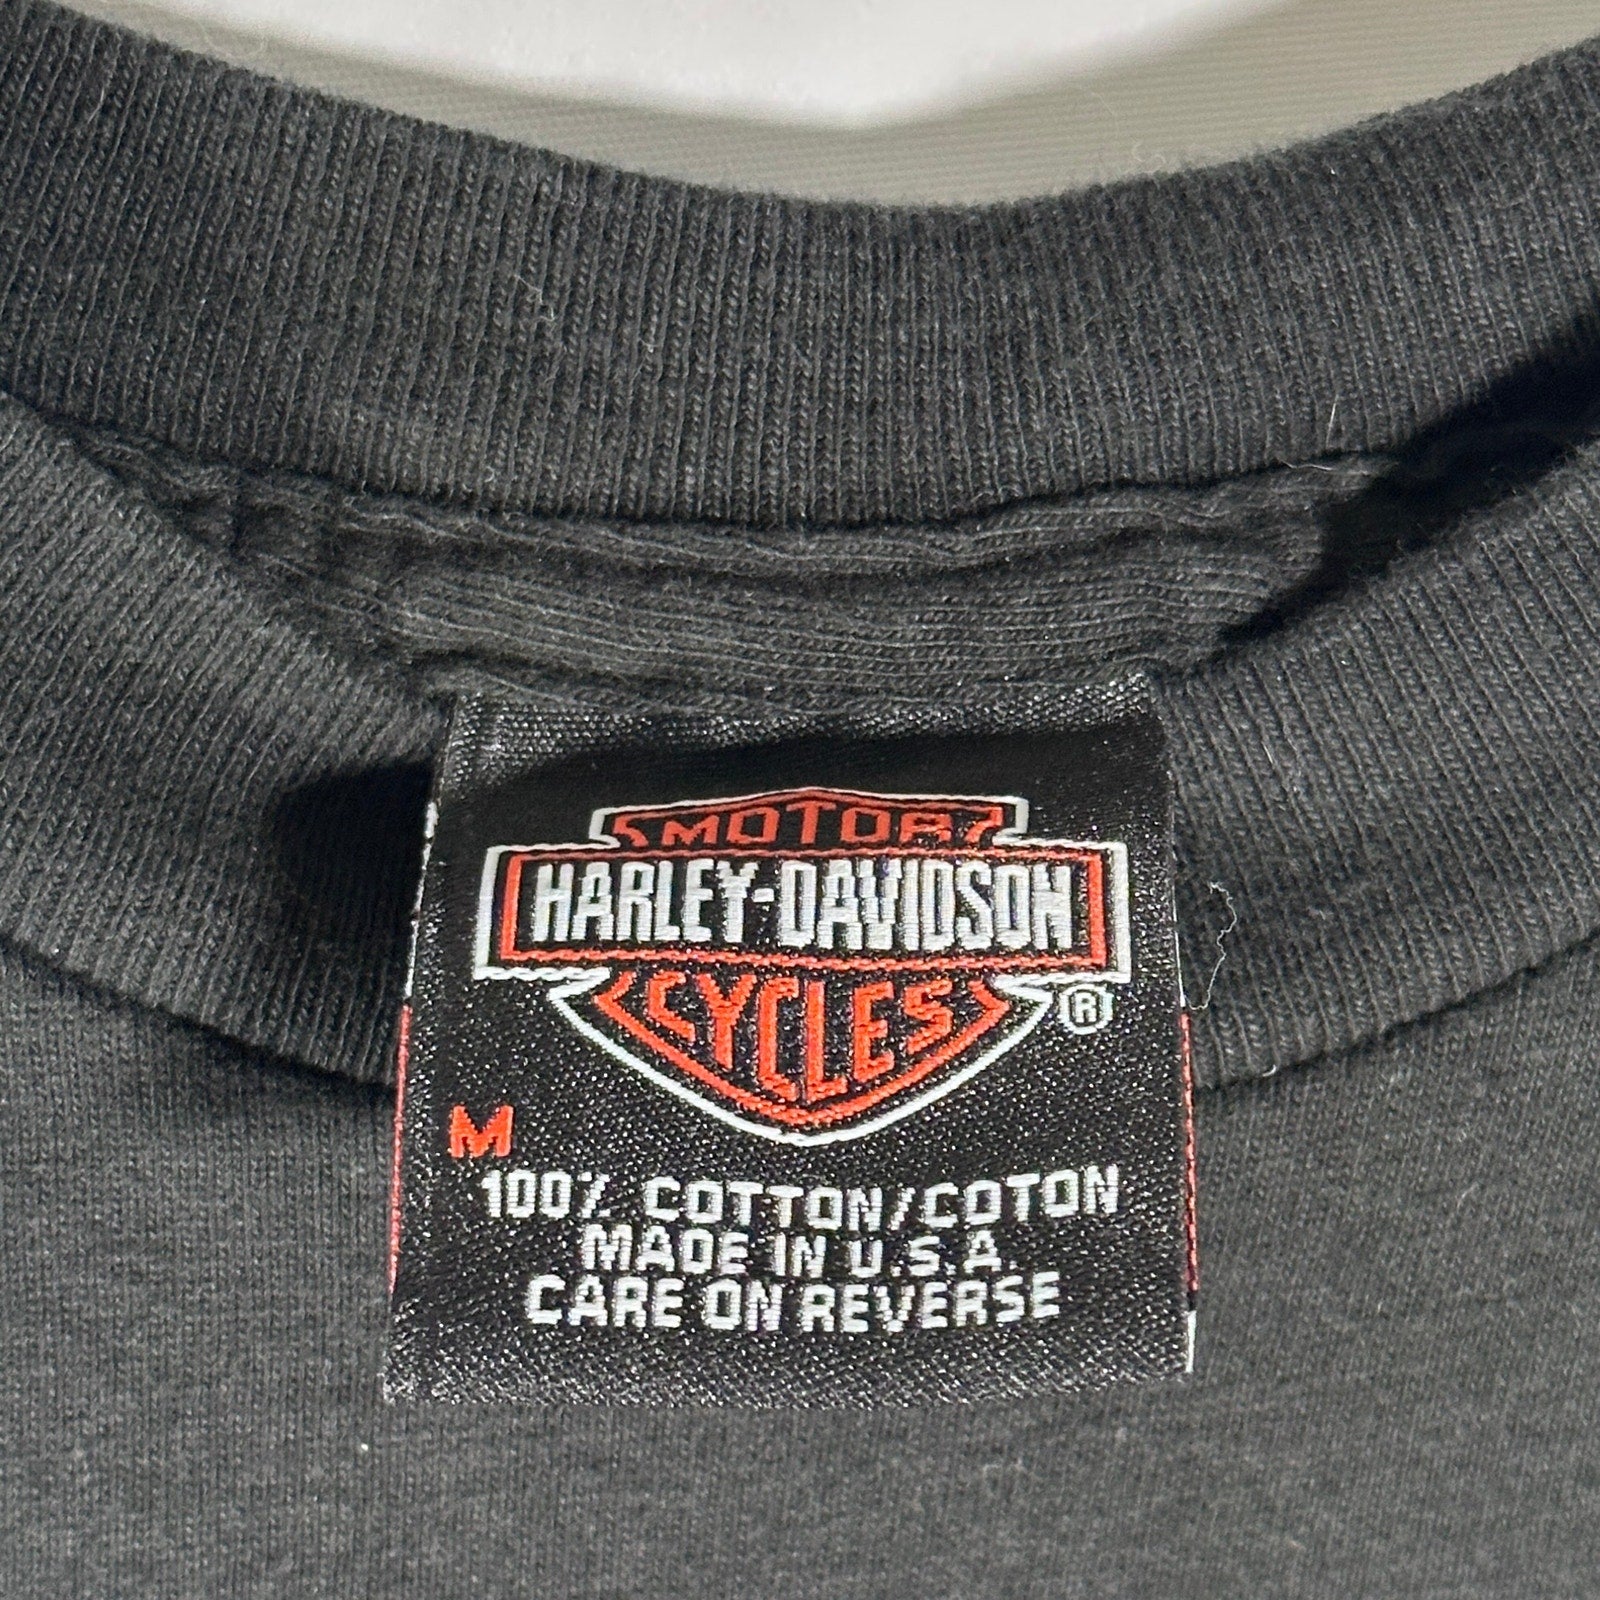 MOTOR
HARLEY-DAVIDSON
CYCLES
®
M
100% COTTON/COTON
MADE IN U.S.A.
CARE ON REVERSE